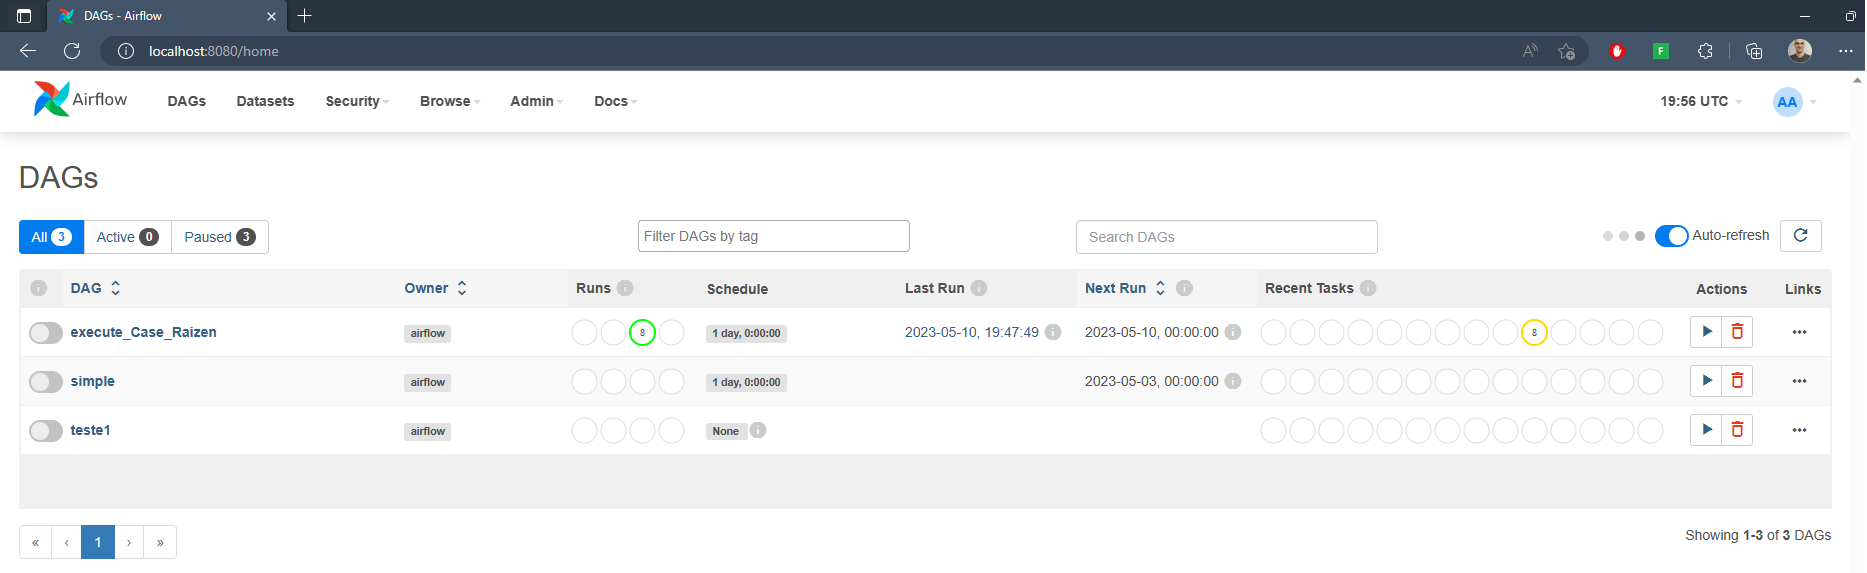 DAGs - Airflow
localhost:8080/home
Airflow DAGs Datasets Security Browse Admin Docs 19:56 UTC AA
DAGs
All 3 Active 0 Paused 3 Filter DAGs by tag Search DAGs Auto-refresh
DAG Owner Runs Schedule Last Run Next Run Recent Tasks Actions Links
execute_Case_Raizen airflow 8 1 day, 0:00:00 2023-05-10, 19:47:49 2023-05-10, 00:00:00 8
simple airflow 1 day, 0:00:00 2023-05-03, 00:00:00
teste1 airflow None
« ‹ 1 › »
Showing 1-3 of 3 DAGs